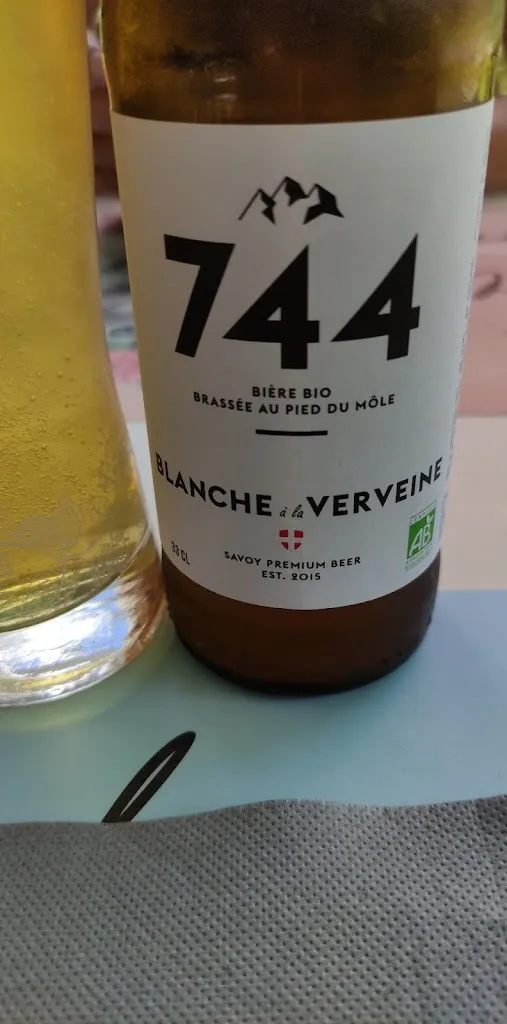 744
BIÈRE BIO
BRASSÉE AU PIED DU MÔLE
BLANCHE à la VERVEINE
33 CL
SAVOY PREMIUM BEER
EST. 2015
AB